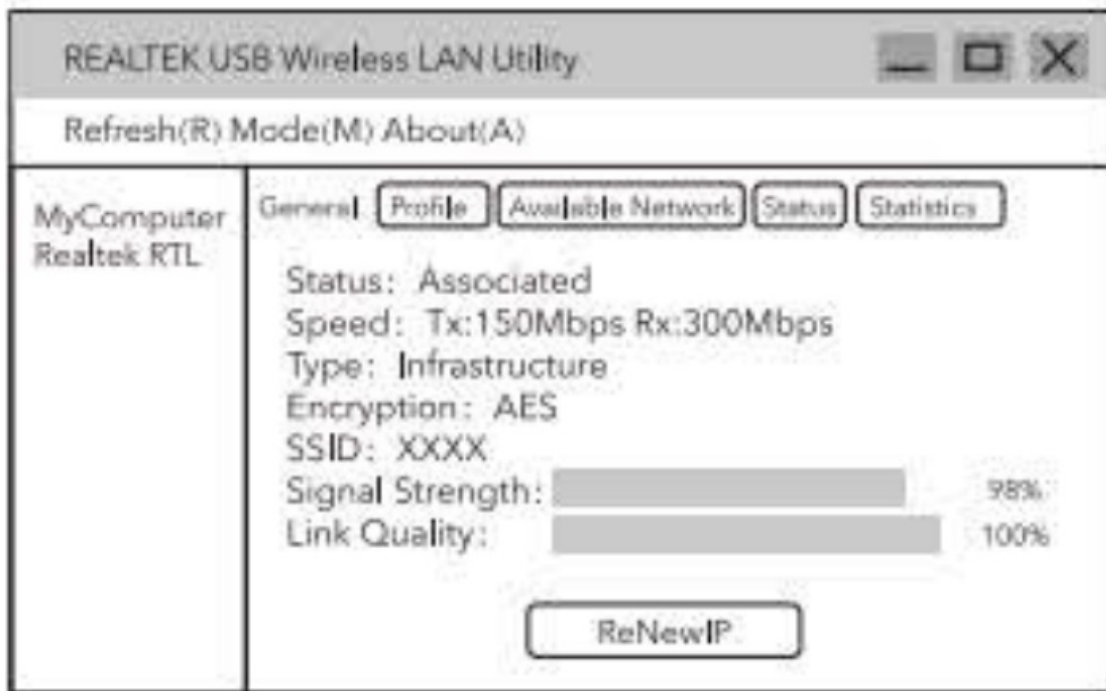 REALTEK USB Wireless LAN Utility
Refresh(R) Mode(M) About(A)
MyComputer
Realtek RTL
General Profile Available Network Status Statistics
Status: Associated
Speed: Tx:150Mbps Rx:300Mbps
Type: Infrastructure
Encryption: AES
SSID: XXXX
Signal Strength: 98%
Link Quality: 100%
ReNewIP